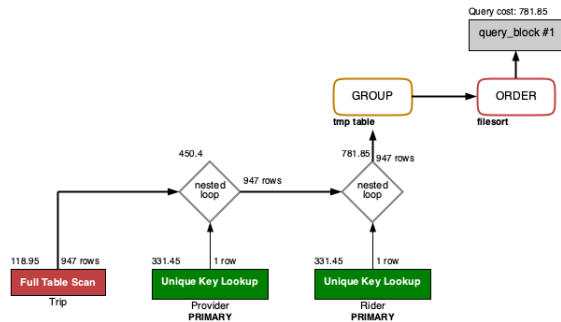 Query cost: 781.85
query_block #1
GROUP
ORDER
tmp table
filesort
450.4
781.85
947 rows
nested
loop
947 rows
nested
loop
118.95
947 rows
331.45
1 row
331.45
1 row
Full Table Scan
Unique Key Lookup
Unique Key Lookup
Trip
Provider
Rider
PRIMARY
PRIMARY